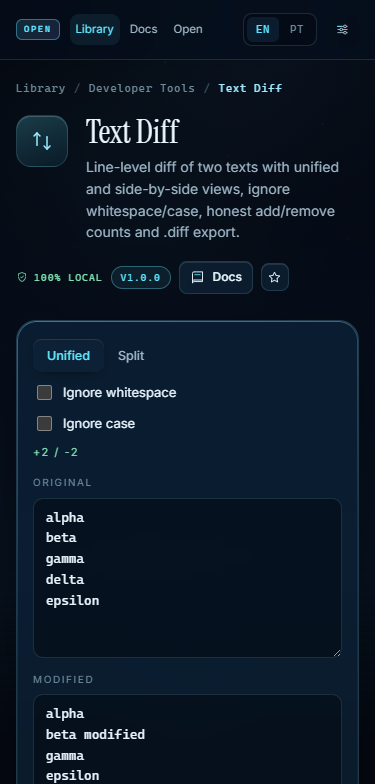 OPEN Library Docs Open EN PT
Library / Developer Tools / Text Diff
Text Diff
Line-level diff of two texts with unified
and side-by-side views, ignore
whitespace/case, honest add/remove
counts and .diff export.
100% LOCAL V1.0.0 Docs
Unified Split
Ignore whitespace
Ignore case
+2 / -2
ORIGINAL
alpha
beta
gamma
delta
epsilon
MODIFIED
alpha
beta modified
gamma
epsilon